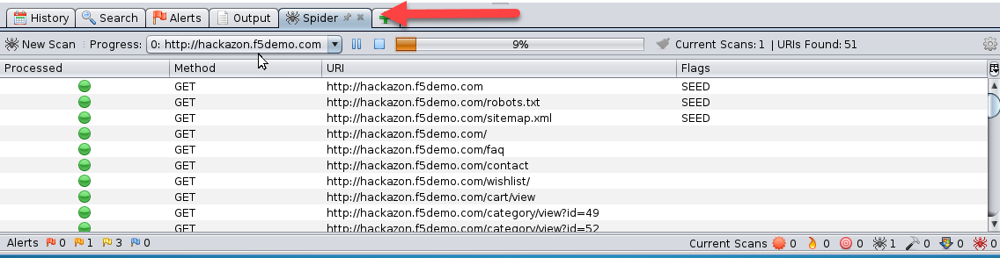 History Search Alerts Output Spider
New Scan Progress: 0: http://hackazon.f5demo.com 9% Current Scans: 1 | URIs Found: 51
Processed Method URI Flags
GET http://hackazon.f5demo.com SEED
GET http://hackazon.f5demo.com/robots.txt SEED
GET http://hackazon.f5demo.com/sitemap.xml SEED
GET http://hackazon.f5demo.com/
GET http://hackazon.f5demo.com/faq
GET http://hackazon.f5demo.com/contact
GET http://hackazon.f5demo.com/wishlist/
GET http://hackazon.f5demo.com/cart/view
GET http://hackazon.f5demo.com/category/view?id=49
GET http://hackazon.f5demo.com/category/view?id=52
Alerts 0 1 3 0 Current Scans 0 0 0 1 0 0 0